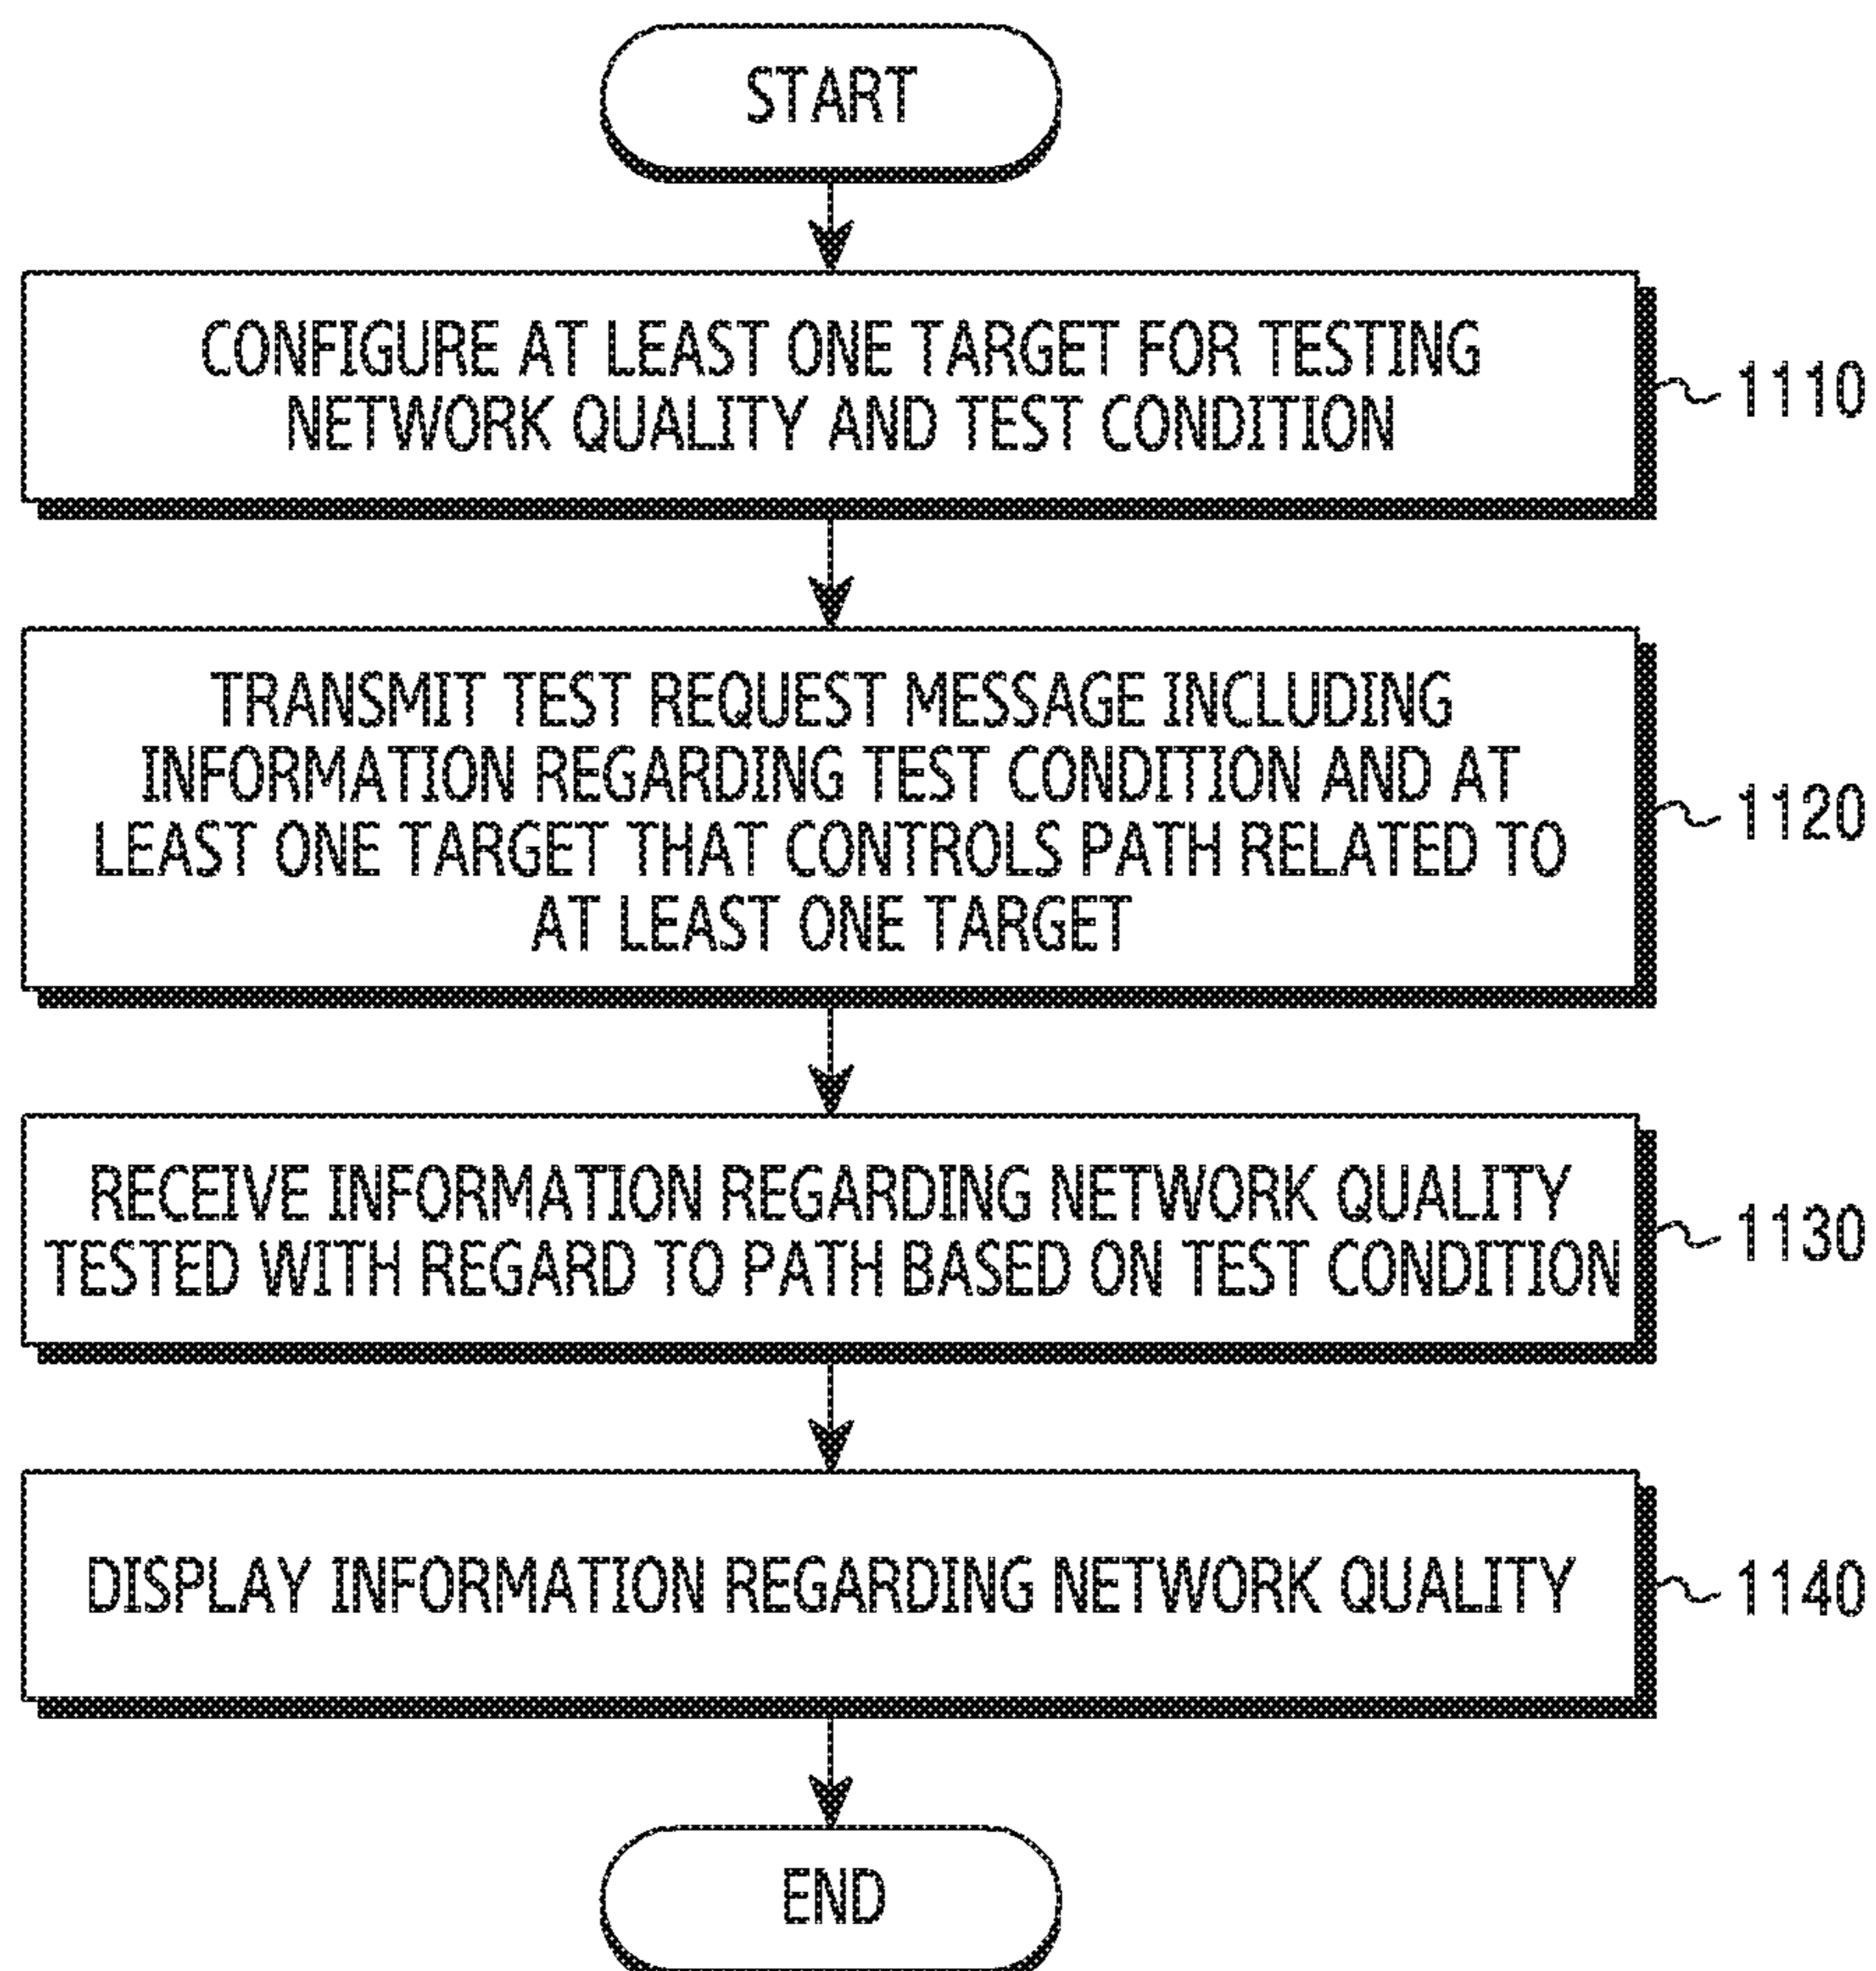 START
CONFIGURE AT LEAST ONE TARGET FOR TESTING
NETWORK QUALITY AND TEST CONDITION
1110
TRANSMIT TEST REQUEST MESSAGE INCLUDING
INFORMATION REGARDING TEST CONDITION AND AT
LEAST ONE TARGET THAT CONTROLS PATH RELATED TO
AT LEAST ONE TARGET
1120
RECEIVE INFORMATION REGARDING NETWORK QUALITY
TESTED WITH REGARD TO PATH BASED ON TEST CONDITION
1130
DISPLAY INFORMATION REGARDING NETWORK QUALITY
1140
END